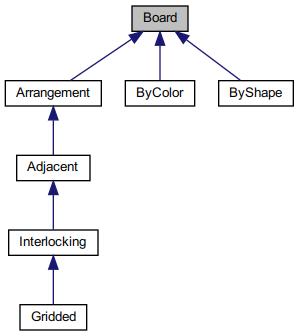 Board
Arrangement ByColor ByShape
Adjacent
Interlocking
Gridded